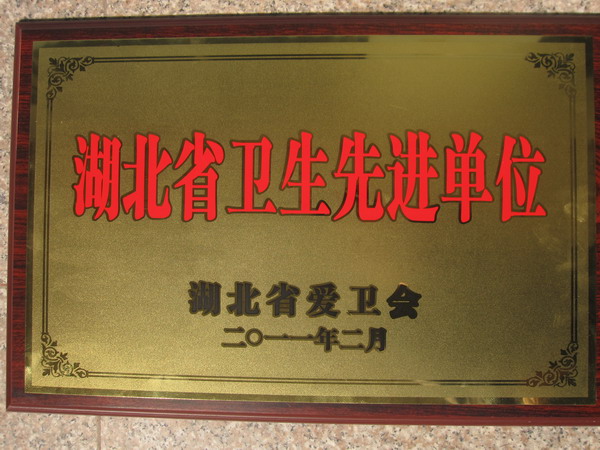 湖北省卫生先进单位
湖北省爱卫会
二〇一一年二月